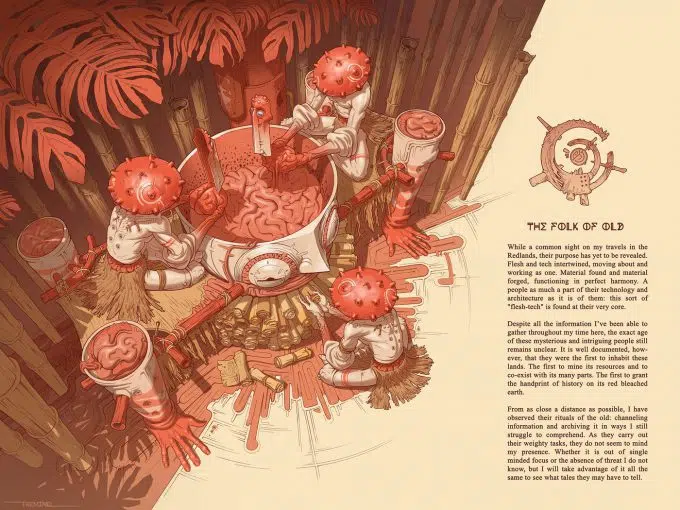 THE FOLK OF OLD
While a common sight on my travels in the
Redlands, their purpose has yet to be revealed.
Flesh and tech intertwined, moving about and
working as one. Material found and material
forged, functioning in perfect harmony. A
people as much a part of their technology and
architecture as it is of them: this sort of
"flesh-tech" is found at their very core.
Despite all the information I've been able to
gather throughout my time here, the exact age
of these mysterious and intriguing people still
remains unclear. It is well documented, how-
ever, that they were the first to inhabit these
lands. The first to mine its resources and to
co-exist with its many parts. The first to grant
the handprint of history on its red bleached
earth.
From as close a distance as possible, I have
observed their rituals of the old: channeling
information and archiving it in ways I still
struggle to comprehend. As they carry out
their weighty tasks, they do not seem to mind
my presence. Whether it is out of single
minded focus or the absence of threat I do not
know, but I will take advantage of it all the
same to see what tales they may have to tell.